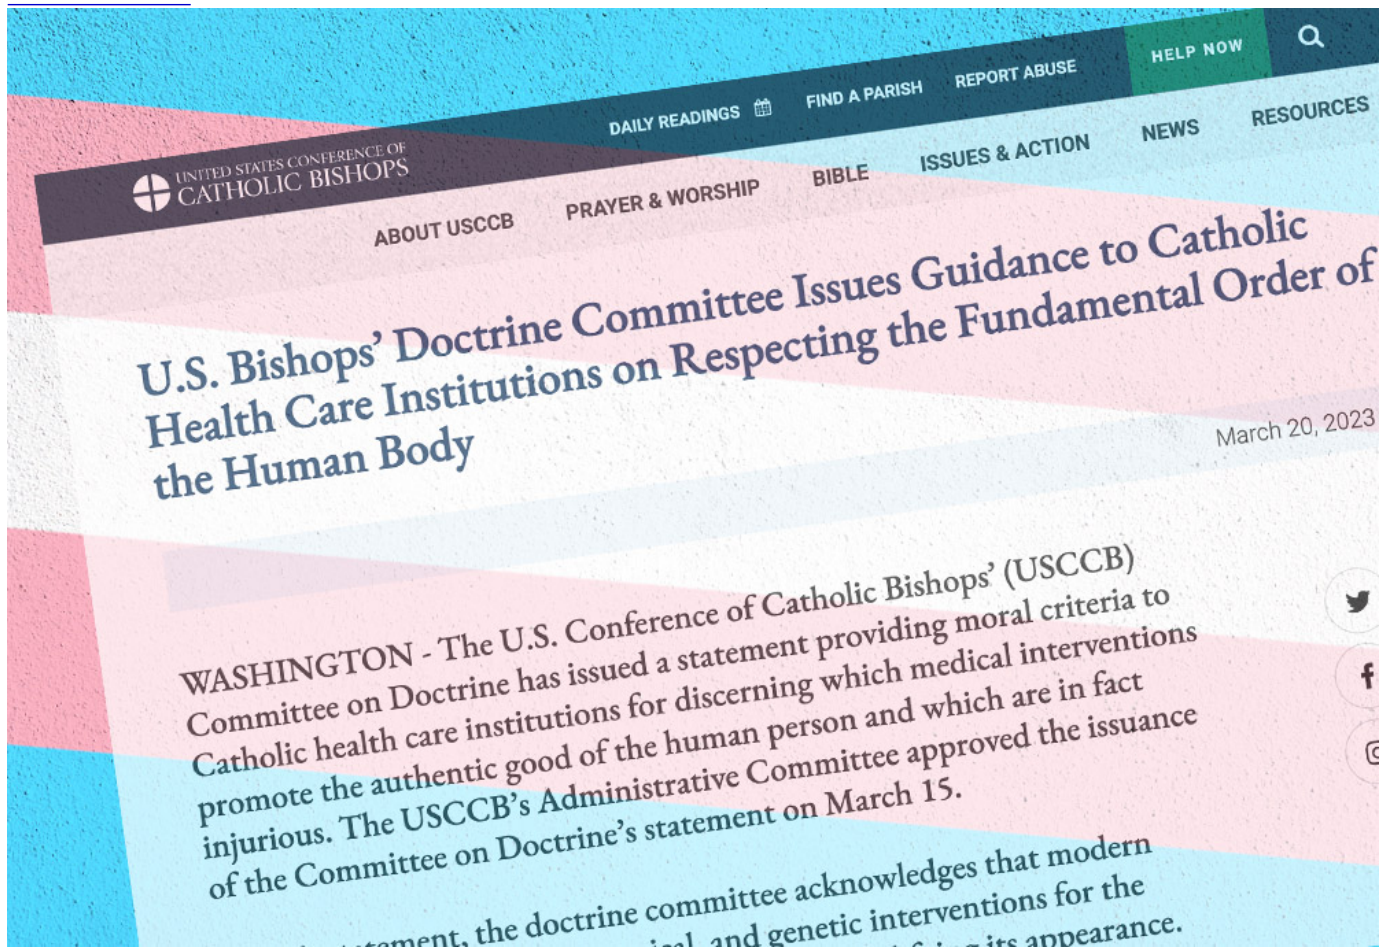 DAILY READINGS FIND A PARISH REPORT ABUSE HELP NOW
UNITED STATES CONFERENCE OF
CATHOLIC BISHOPS
ABOUT USCCB PRAYER & WORSHIP BIBLE ISSUES & ACTION NEWS RESOURCES
U.S. Bishops’ Doctrine Committee Issues Guidance to Catholic
Health Care Institutions on Respecting the Fundamental Order of
the Human Body
March 20, 2023
WASHINGTON - The U.S. Conference of Catholic Bishops’ (USCCB)
Committee on Doctrine has issued a statement providing moral criteria to
Catholic health care institutions for discerning which medical interventions
promote the authentic good of the human person and which are in fact
injurious. The USCCB’s Administrative Committee approved the issuance
of the Committee on Doctrine’s statement on March 15.
the doctrine committee acknowledges that modern
and genetic interventions for the
its appearance.